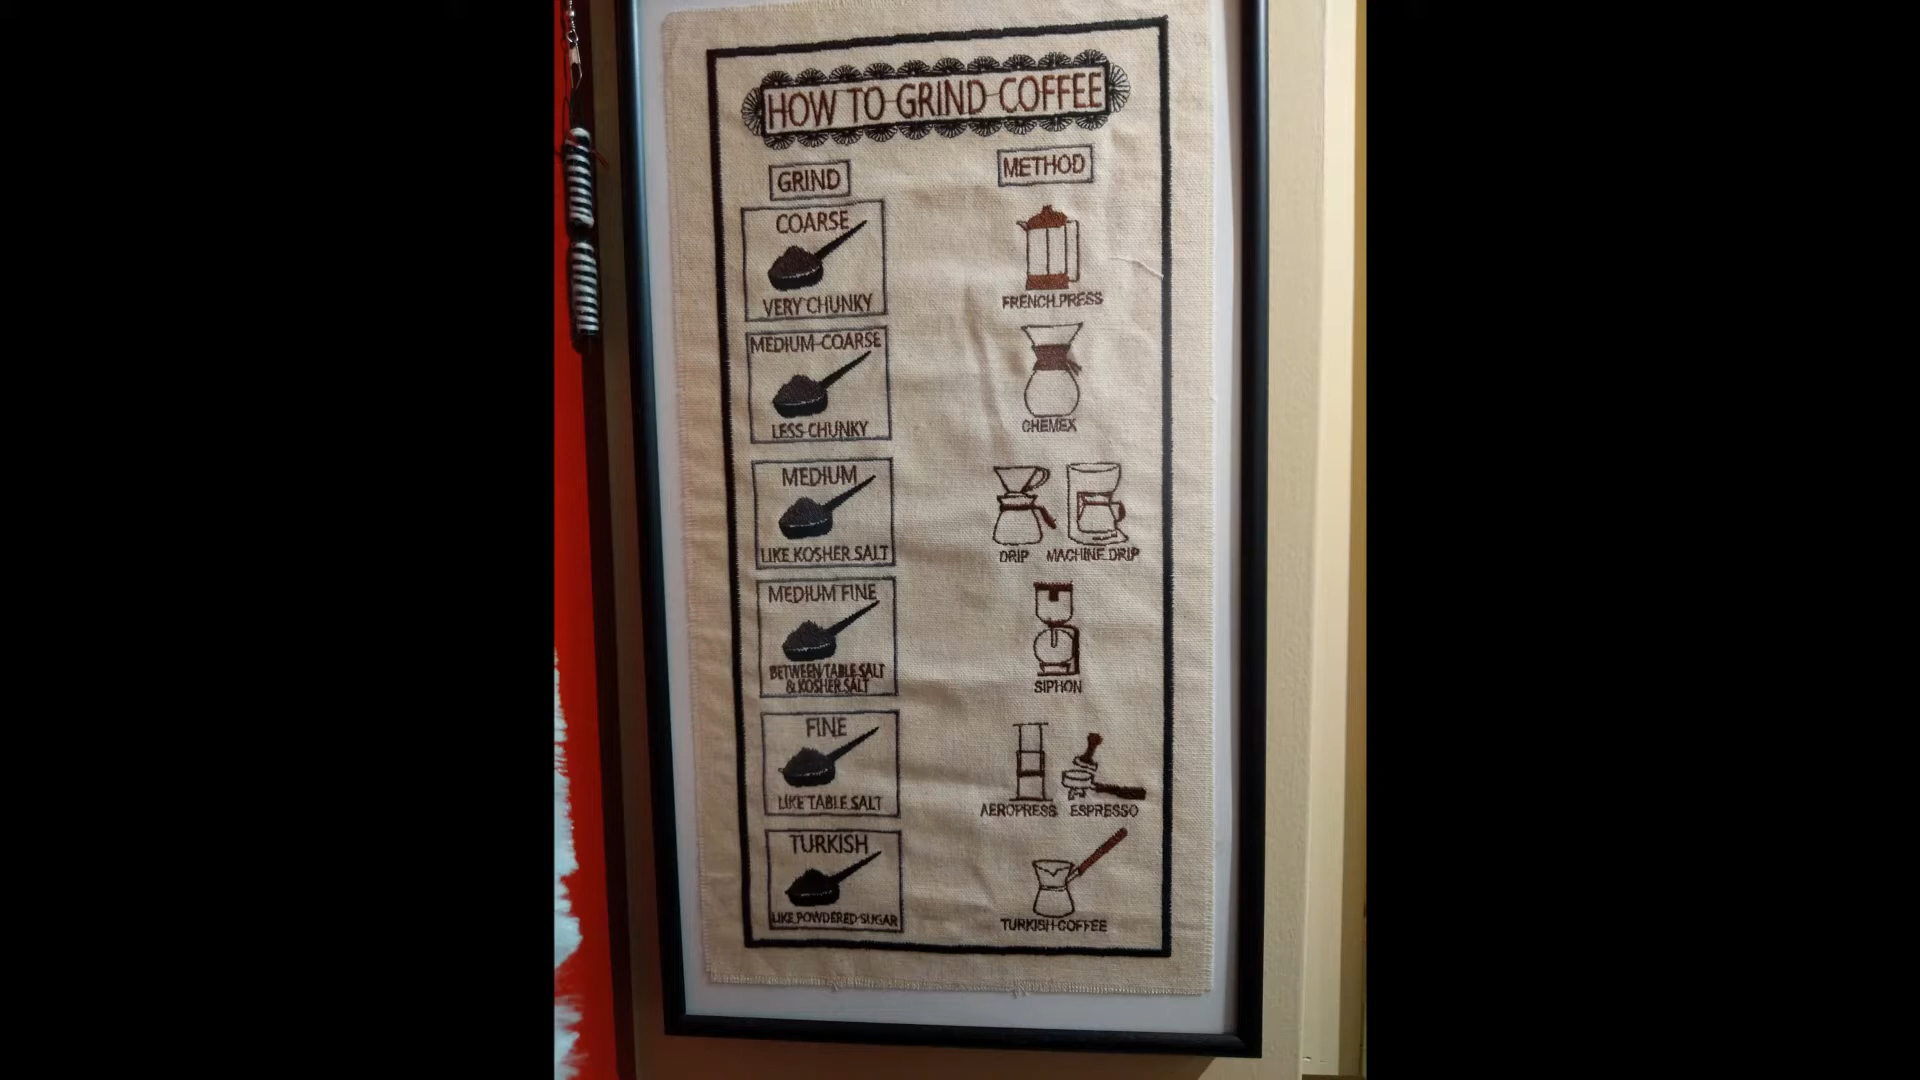 HOW TO GRIND COFFEE
GRIND
METHOD
COARSE
VERY CHUNKY
FRENCH PRESS
MEDIUM-COARSE
LESS CHUNKY
CHEMEX
MEDIUM
LIKE KOSHER SALT
DRIP
MACHINE DRIP
MEDIUM FINE
BETWEEN TABLE SALT
& KOSHER SALT
SIPHON
FINE
LIKE TABLE SALT
AEROPRESS
ESPRESSO
TURKISH
LIKE POWDERED SUGAR
TURKISH COFFEE